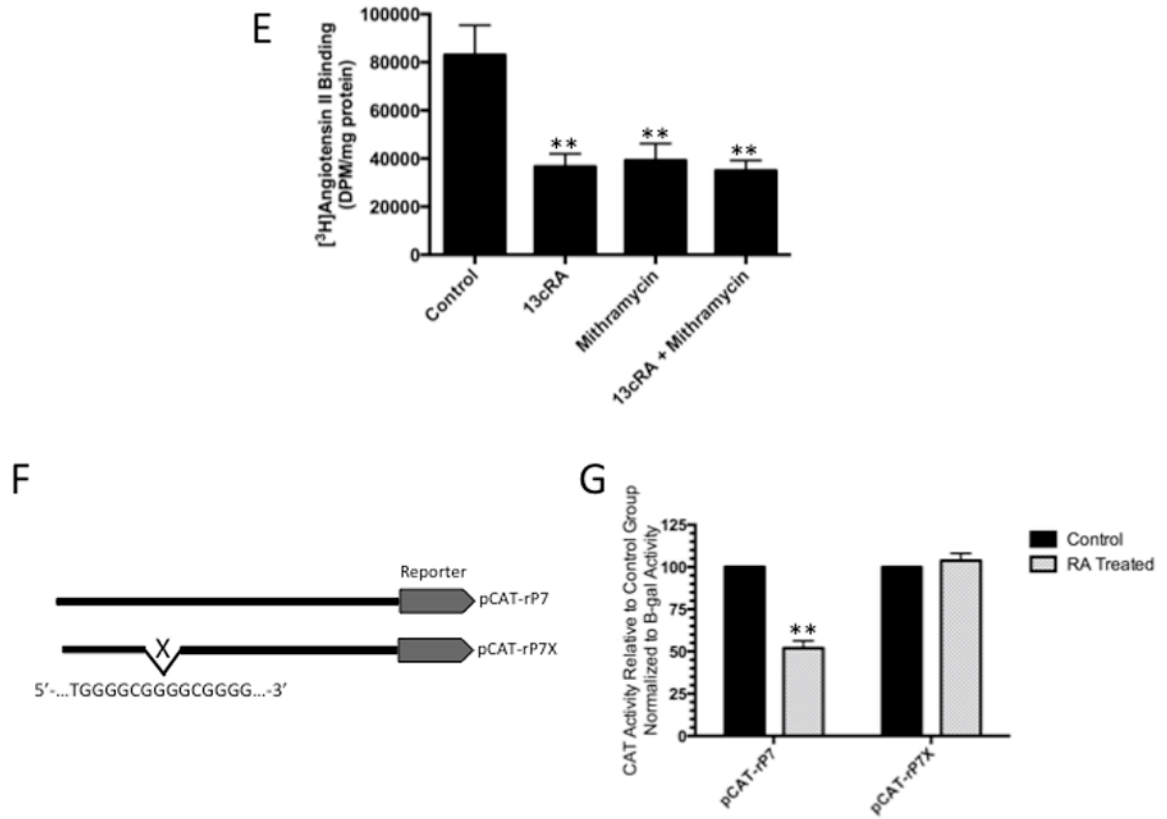 E
[³H]Angiotensin II Binding
(DPM/mg protein)
100000
80000
60000
40000
20000
0
**
**
**
Control
13cRA
Mithramycin
13cRA + Mithramycin
F
Reporter
pCAT-rP7
X
pCAT-rP7X
5'-...TGGGGCGGGGCGGGG...-3'
G
CAT Activity Relative to Control Group
Normalized to B-gal Activity
125
100
75
50
25
0
**
pCAT-rP7
pCAT-rP7X
Control
RA Treated